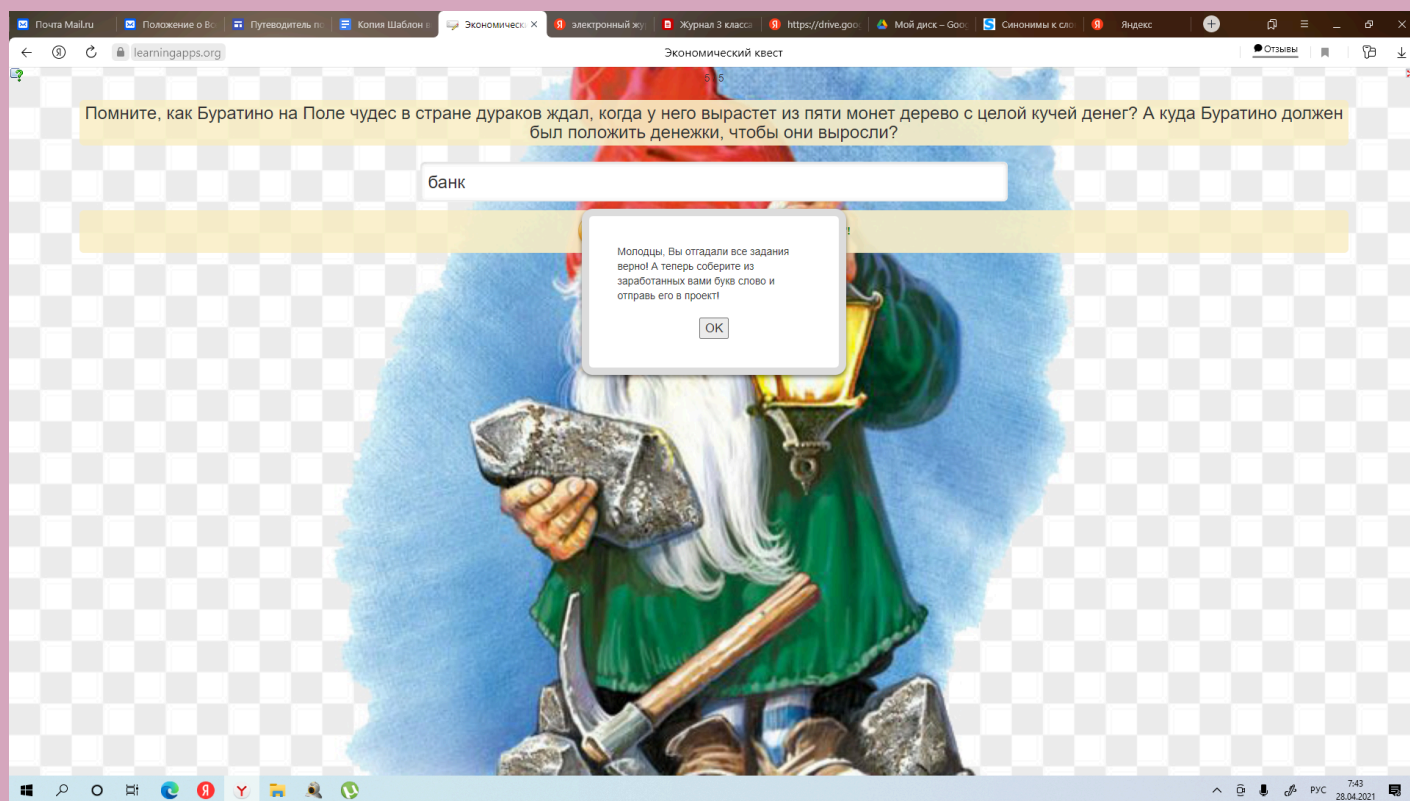 Почта Mail.ru
Положение о Во
Путеводитель по
Копия Шаблон в
Экономическ
электронный жу
Журнал 3 класса
https://drive.goo
Мой диск – Goo
Синонимы к сло
Яндекс
learningapps.org
Экономический квест
Отзывы
Помните, как Буратино на Поле чудес в стране дураков ждал, когда у него вырастет из пяти монет дерево с целой кучей денег? А куда Буратино должен
был положить денежки, чтобы они выросли?
банк
Молодцы, Вы отгадали все задания
верно! А теперь соберите из
заработанных вами букв слово и
отправь его в проект!
OK
РУС
7:43
28.04.2021